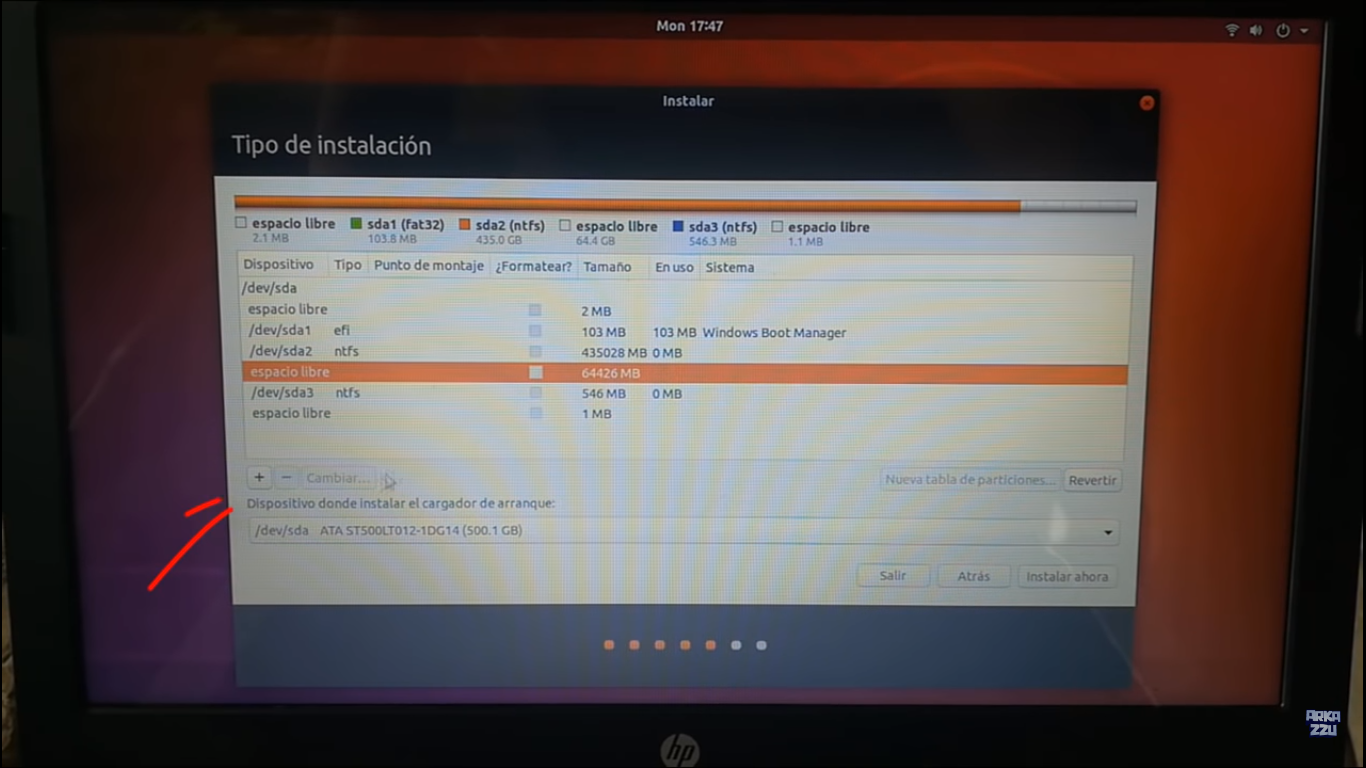 Mon 17:47
Instalar
Tipo de instalación
espacio libre sda1 (fat32) sda2 (ntfs) espacio libre sda3 (ntfs) espacio libre
2.1 MB 103.8 MB 435.0 GB 64.4 GB 546.3 MB 1.1 MB
Dispositivo Tipo Punto de montaje ¿Formatear? Tamaño En uso Sistema
/dev/sda
espacio libre 2 MB
/dev/sda1 efi 103 MB 103 MB Windows Boot Manager
/dev/sda2 ntfs 435028 MB 0 MB
espacio libre 64426 MB
/dev/sda3 ntfs 546 MB 0 MB
espacio libre 1 MB
+ − Cambiar... Nueva tabla de particiones... Revertir
Dispositivo donde instalar el cargador de arranque:
/dev/sda ATA ST500LT012-1DG14 (500.1 GB)
Salir Atrás Instalar ahora
hp
ARKA
ZZU